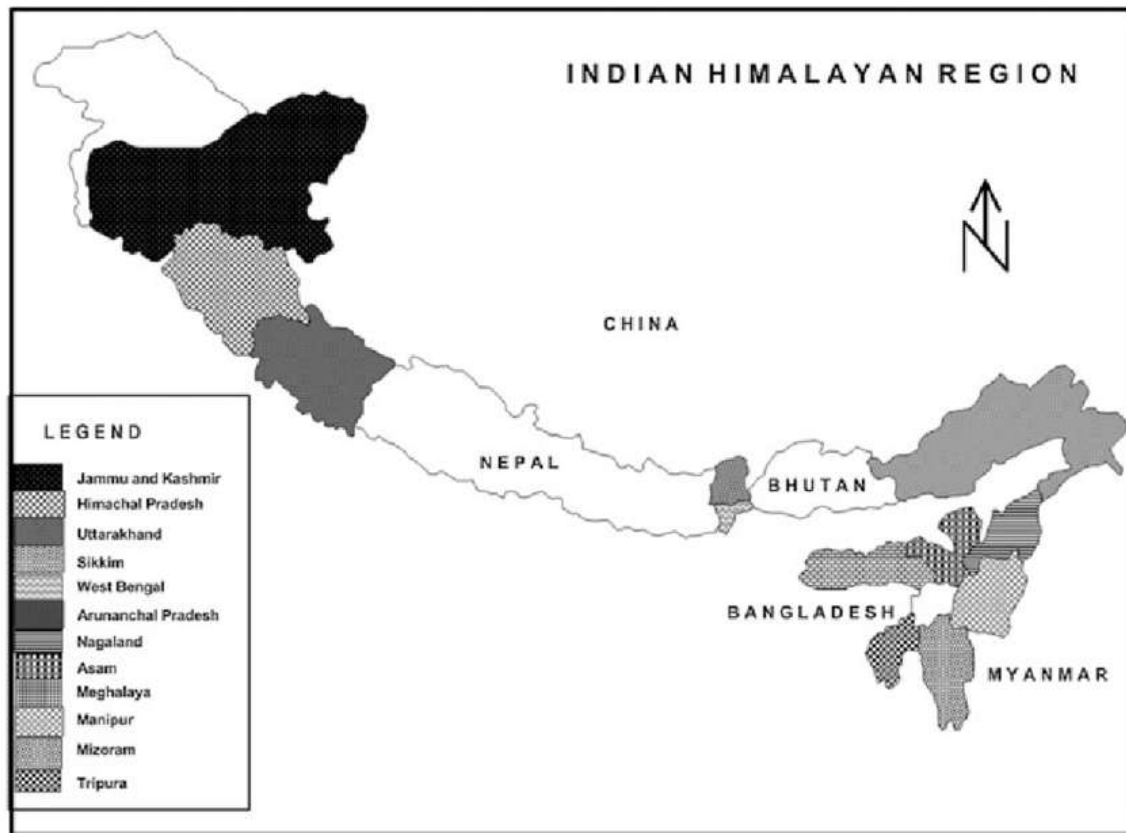 INDIAN HIMALAYAN REGION
N
CHINA
NEPAL
BHUTAN
BANGLADESH
MYANMAR
LEGEND
Jammu and Kashmir
Himachal Pradesh
Uttarakhand
Sikkim
West Bengal
Arunanchal Pradesh
Nagaland
Asam
Meghalaya
Manipur
Mizoram
Tripura